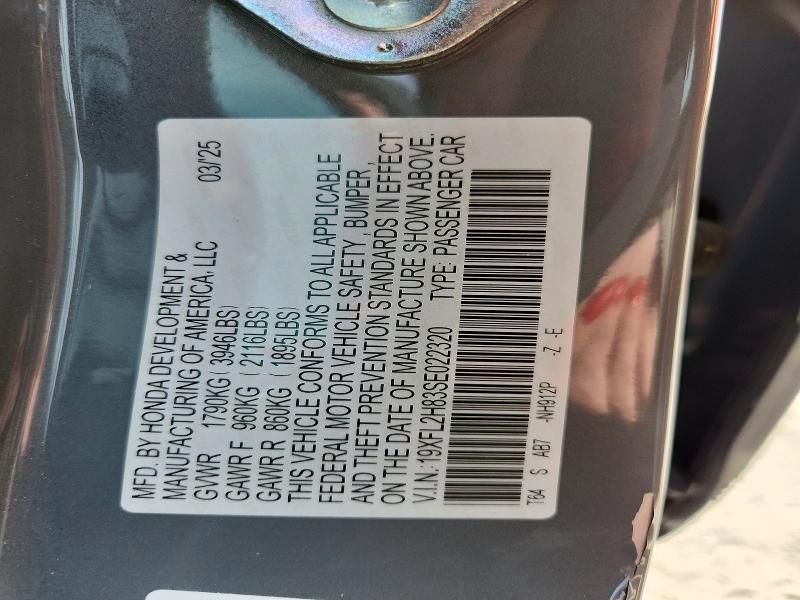 MFD. BY HONDA DEVELOPMENT &
MANUFACTURING OF AMERICA, LLC 03/'25
GVWR 1790KG(3946LBS)
GAWR F 960KG (2116LBS)
GAWR R 860KG (1895LBS)
THIS VEHICLE CONFORMS TO ALL APPLICABLE
FEDERAL MOTOR VEHICLE SAFETY, BUMPER,
AND THEFT PREVENTION STANDARDS IN EFFECT
ON THE DATE OF MANUFACTURE SHOWN ABOVE.
V.I.N.:19XFL2H83SE022320 TYPE: PASSENGER CAR
T64 S AB7 -NH912P -Z -E